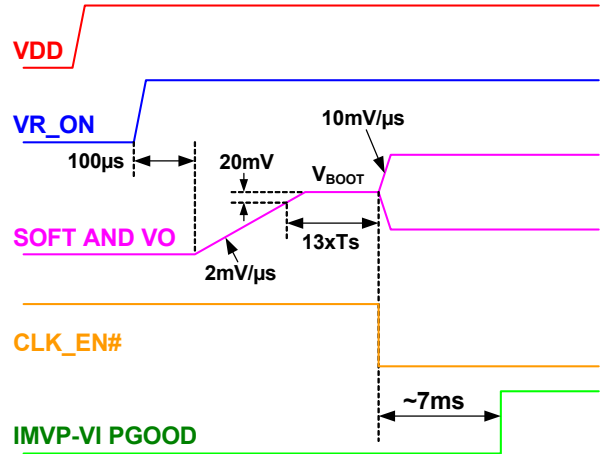 VDD
VR_ON
10mV/µs
100µs
20mV
VBOOT
SOFT AND VO
13xTs
2mV/µs
CLK_EN#
~7ms
IMVP-VI PGOOD